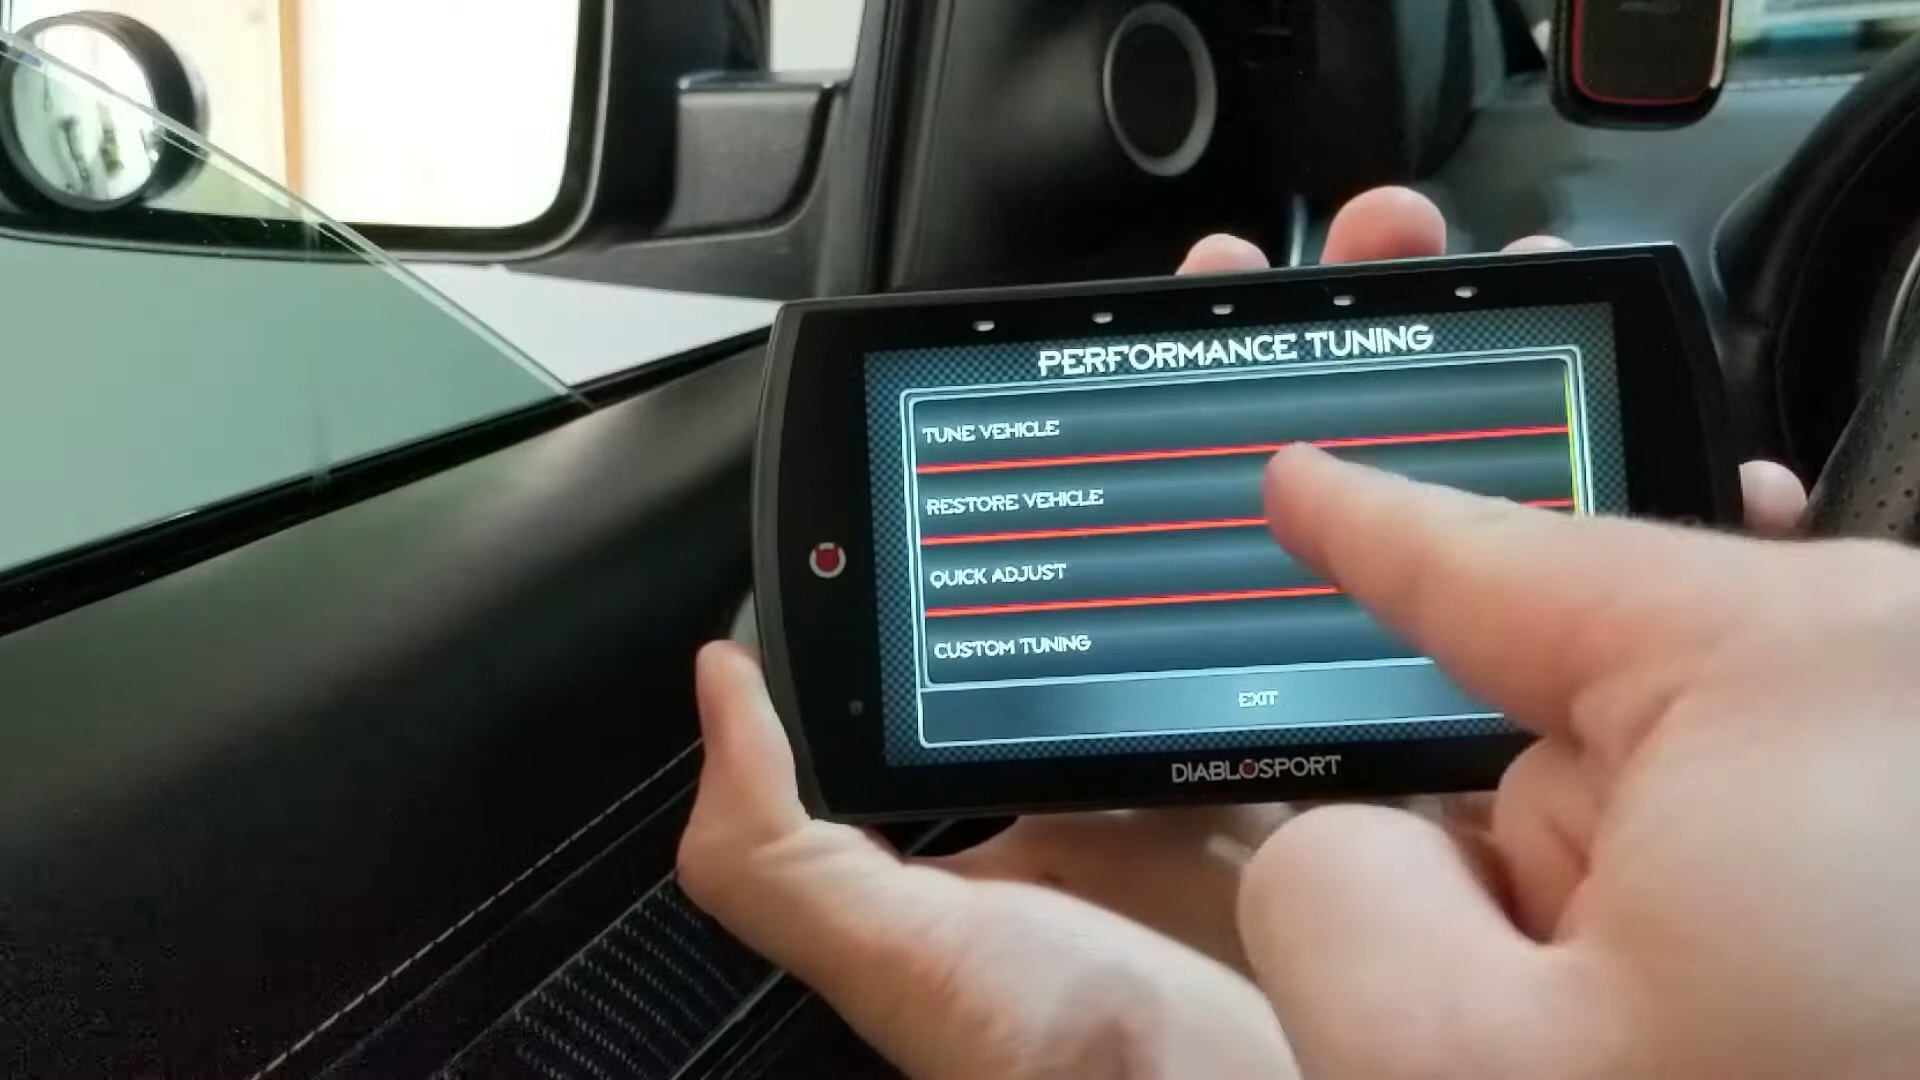 PERFORMANCE TUNING
TUNE VEHICLE
RESTORE VEHICLE
QUICK ADJUST
CUSTOM TUNING
EXIT
DIABLOSPORT